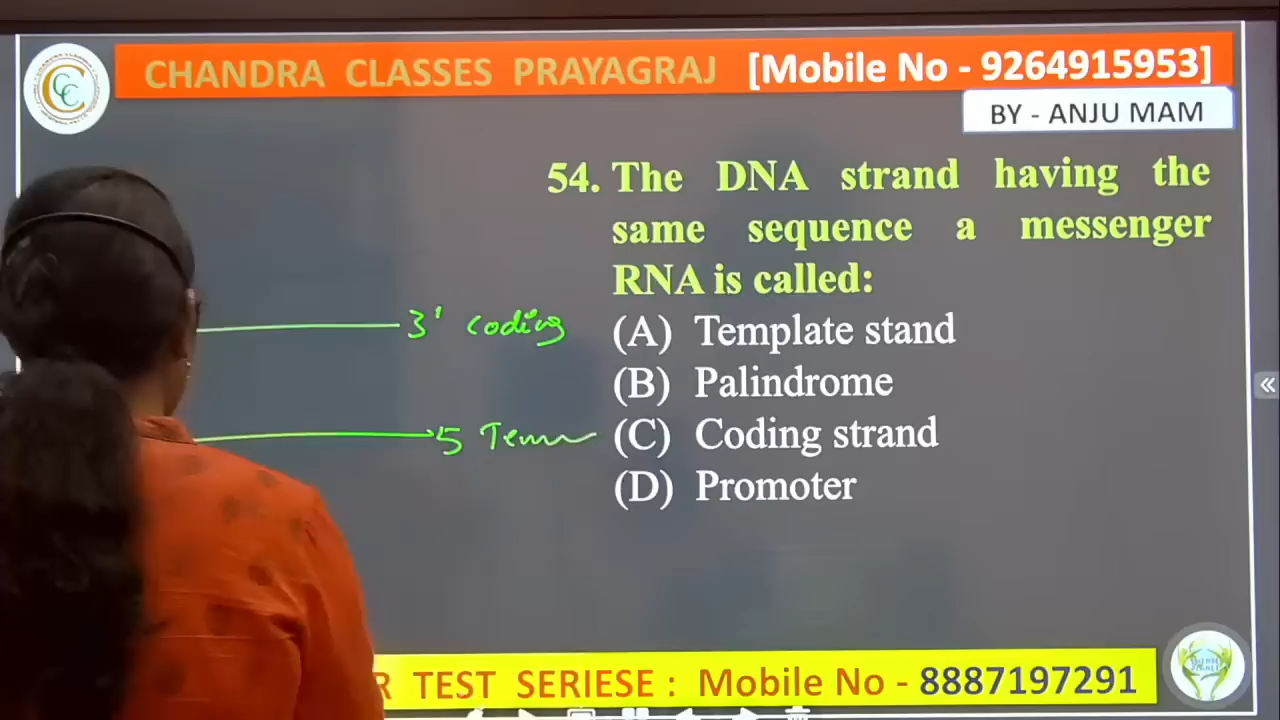 CHANDRA CLASSES PRAYAGRAJ [Mobile No - 9264915953]
BY - ANJU MAM
54. The DNA strand having the
same sequence a messenger
RNA is called:
3' Coding
(A) Template stand
(B) Palindrome
5
(C) Coding strand
(D) Promoter
R TEST SERIESE : Mobile No - 8887197291